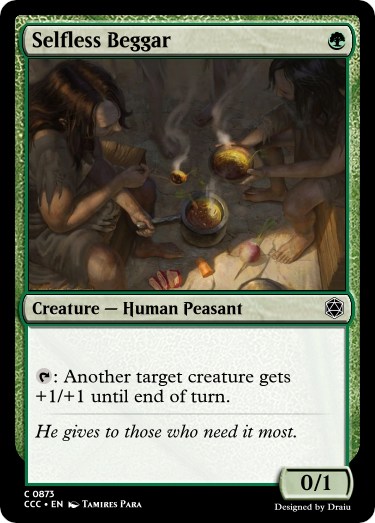 Selfless Beggar
Creature — Human Peasant
: Another target creature gets
+1/+1 until end of turn.
He gives to those who need it most.
0/1
C 0873
CCC • EN Tamires Para
Designed by Draiu